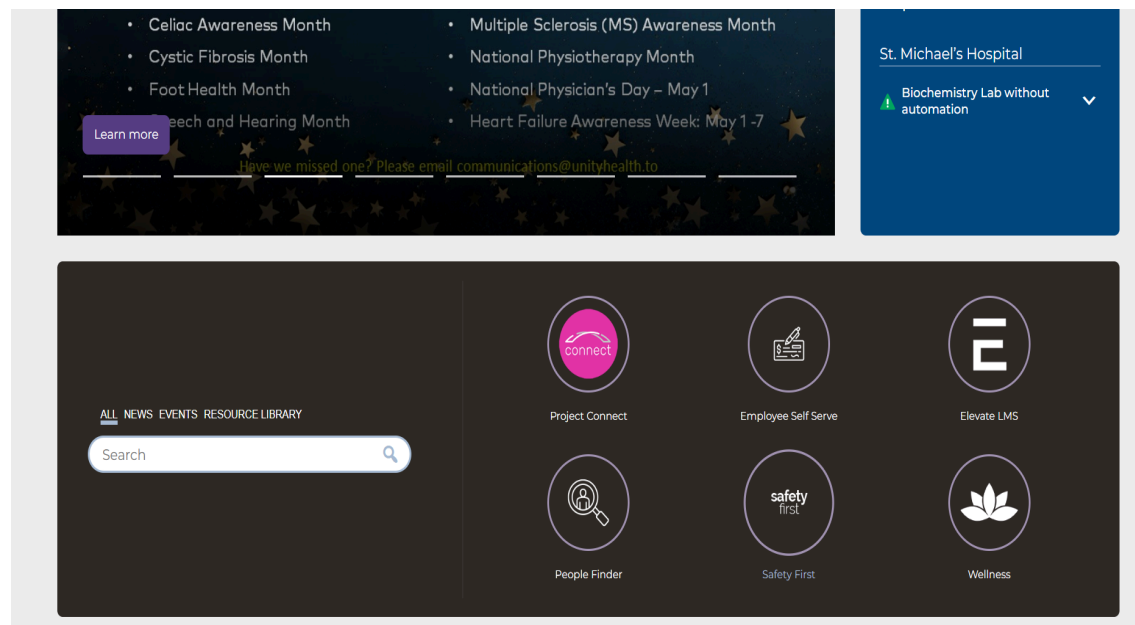 • Celiac Awareness Month
• Cystic Fibrosis Month
• Foot Health Month
Speech and Hearing Month
• Multiple Sclerosis (MS) Awareness Month
• National Physiotherapy Month
• National Physician's Day – May 1
• Heart Failure Awareness Week: May 1 -7
Learn more
Have we missed one? Please email communications@unityhealth.to
St. Michael's Hospital
Biochemistry Lab without
automation
ALL NEWS EVENTS RESOURCE LIBRARY
Search
connect
Project Connect
Employee Self Serve
E
Elevate LMS
People Finder
safety
first
Safety First
Wellness